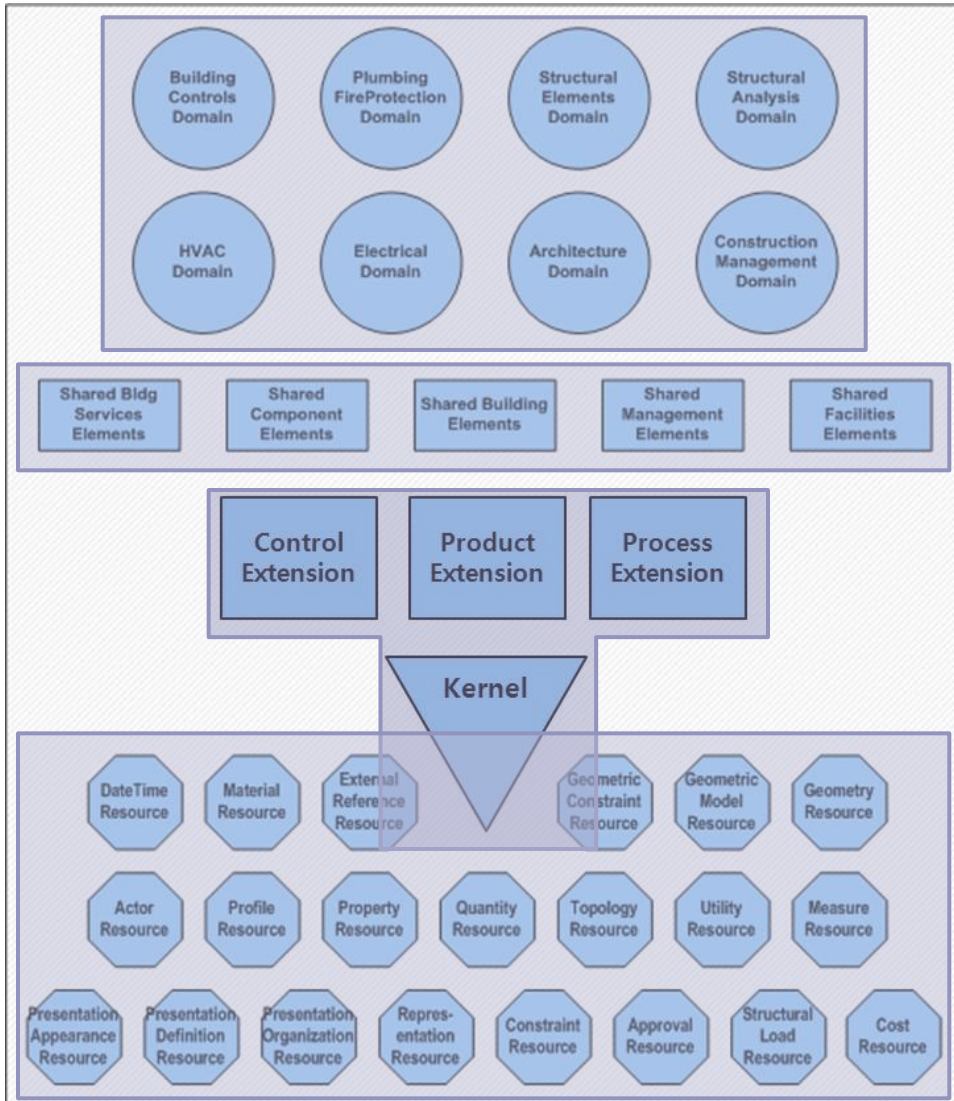 Building
Controls
Domain
Plumbing
FireProtection
Domain
Structural
Elements
Domain
Structural
Analysis
Domain
HVAC
Domain
Electrical
Domain
Architecture
Domain
Construction
Management
Domain
Shared Bldg
Services
Elements
Shared
Component
Elements
Shared Building
Elements
Shared
Management
Elements
Shared
Facilities
Elements
Control
Extension
Product
Extension
Process
Extension
Kernel
DateTime
Resource
Material
Resource
External
Reference
Resource
Geometric
Constraint
Resource
Geometric
Model
Resource
Geometry
Resource
Actor
Resource
Profile
Resource
Property
Resource
Quantity
Resource
Topology
Resource
Utility
Resource
Measure
Resource
Presentation
Appearance
Resource
Presentation
Definition
Resource
Presentation
Organization
Resource
Repres-
entation
Resource
Constraint
Resource
Approval
Resource
Structural
Load
Resource
Cost
Resource